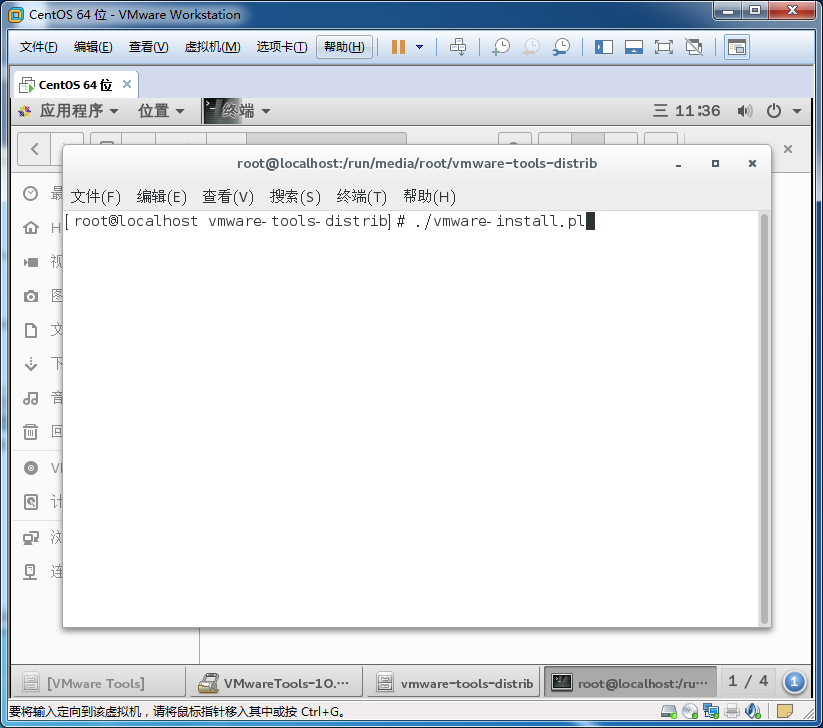 CentOS 64 位 - VMware Workstation
文件(F) 编辑(E) 查看(V) 虚拟机(M) 选项卡(T) 帮助(H)
CentOS 64 位
应用程序 位置 终端 三 11:36
root@localhost:/run/media/root/vmware-tools-distrib
文件(F) 编辑(E) 查看(V) 搜索(S) 终端(T) 帮助(H)
[root@localhost vmware-tools-distrib]# ./vmware-install.pl
最
H
视
图
文
下
音
回
VM
计
浏
连
[VMware Tools] VMwareTools-10.… vmware-tools-distrib root@localhost:/ru… 1 / 4 1
要将输入定向到该虚拟机，请将鼠标指针移入其中或按 Ctrl+G。